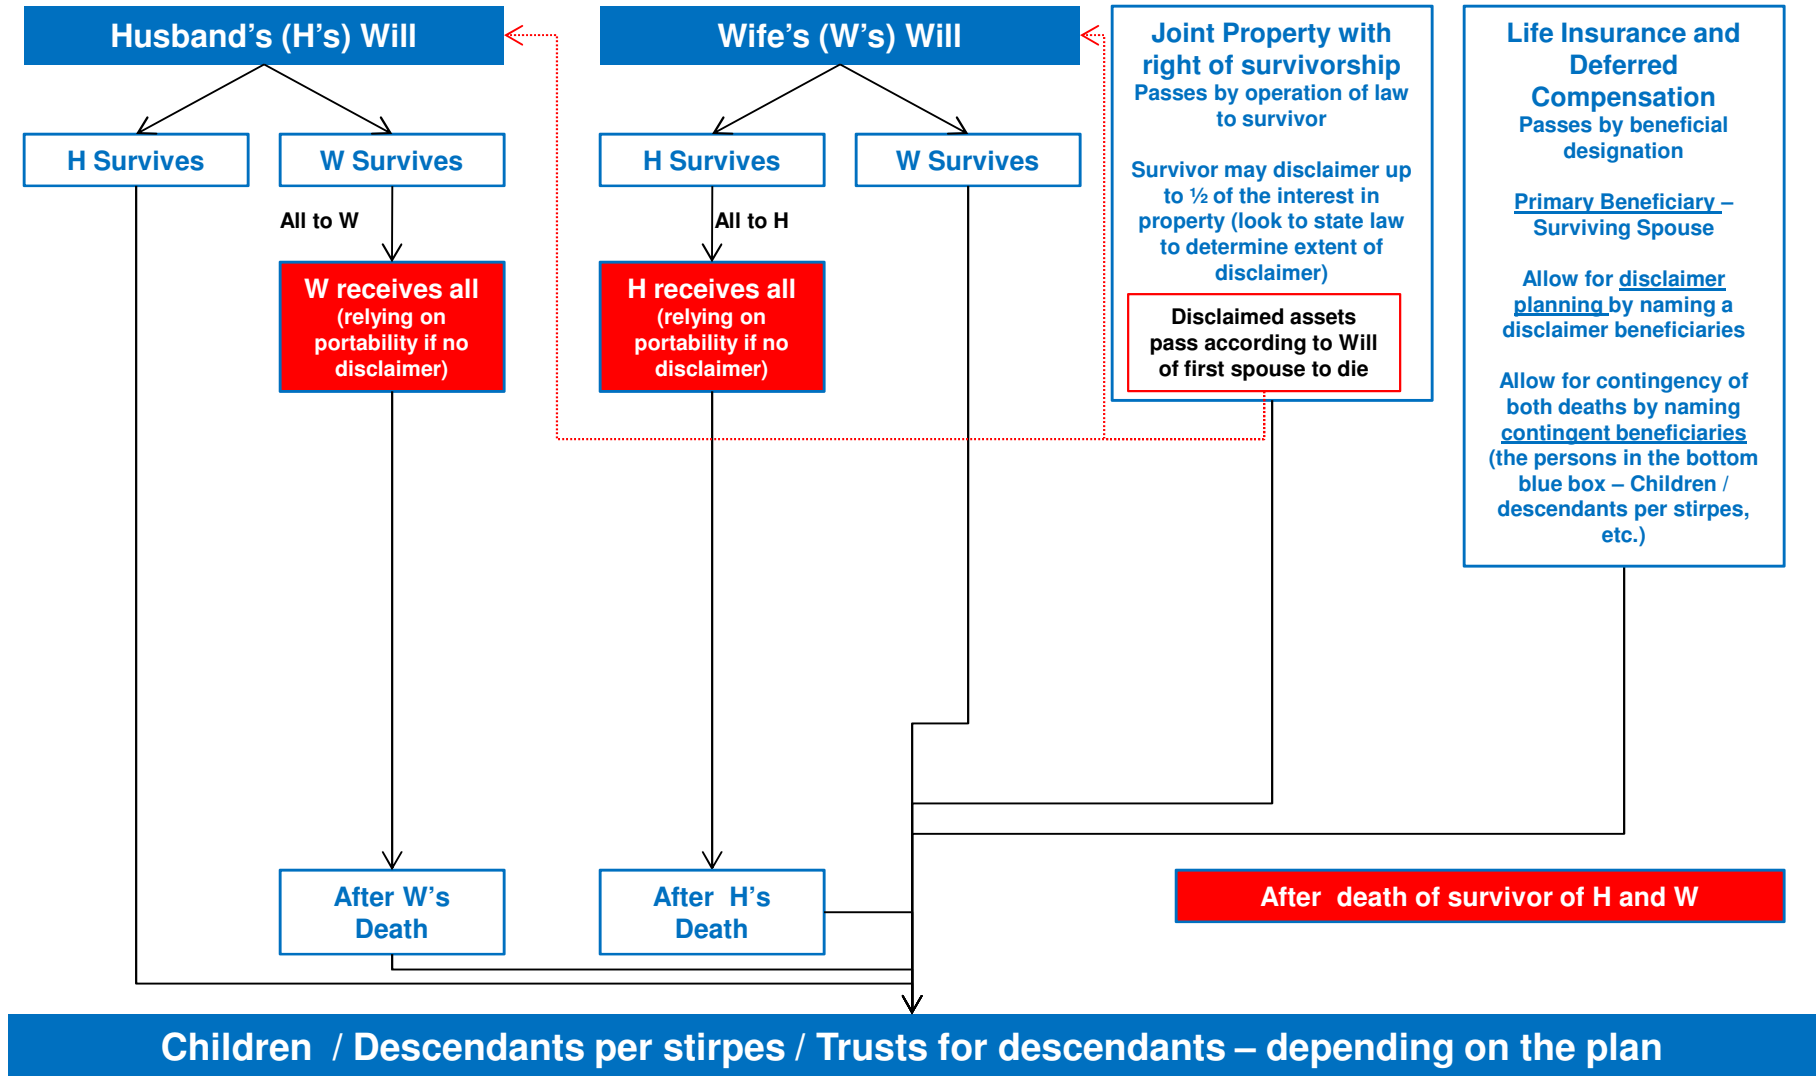 Husband's (H's) Will
Wife's (W's) Will
H Survives
W Survives
H Survives
W Survives
All to W
All to H
W receives all
(relying on
portability if no
disclaimer)
H receives all
(relying on
portability if no
disclaimer)
After W's
Death
After H's
Death
Joint Property with
right of survivorship
Passes by operation of law
to survivor
Survivor may disclaimer up
to ½ of the interest in
property (look to state law
to determine extent of
disclaimer)
Disclaimed assets
pass according to Will
of first spouse to die
Life Insurance and
Deferred
Compensation
Passes by beneficial
designation
Primary Beneficiary –
Surviving Spouse
Allow for disclaimer
planning by naming a
disclaimer beneficiaries
Allow for contingency of
both deaths by naming
contingent beneficiaries
(the persons in the bottom
blue box – Children /
descendants per stirpes,
etc.)
After death of survivor of H and W
Children / Descendants per stirpes / Trusts for descendants – depending on the plan